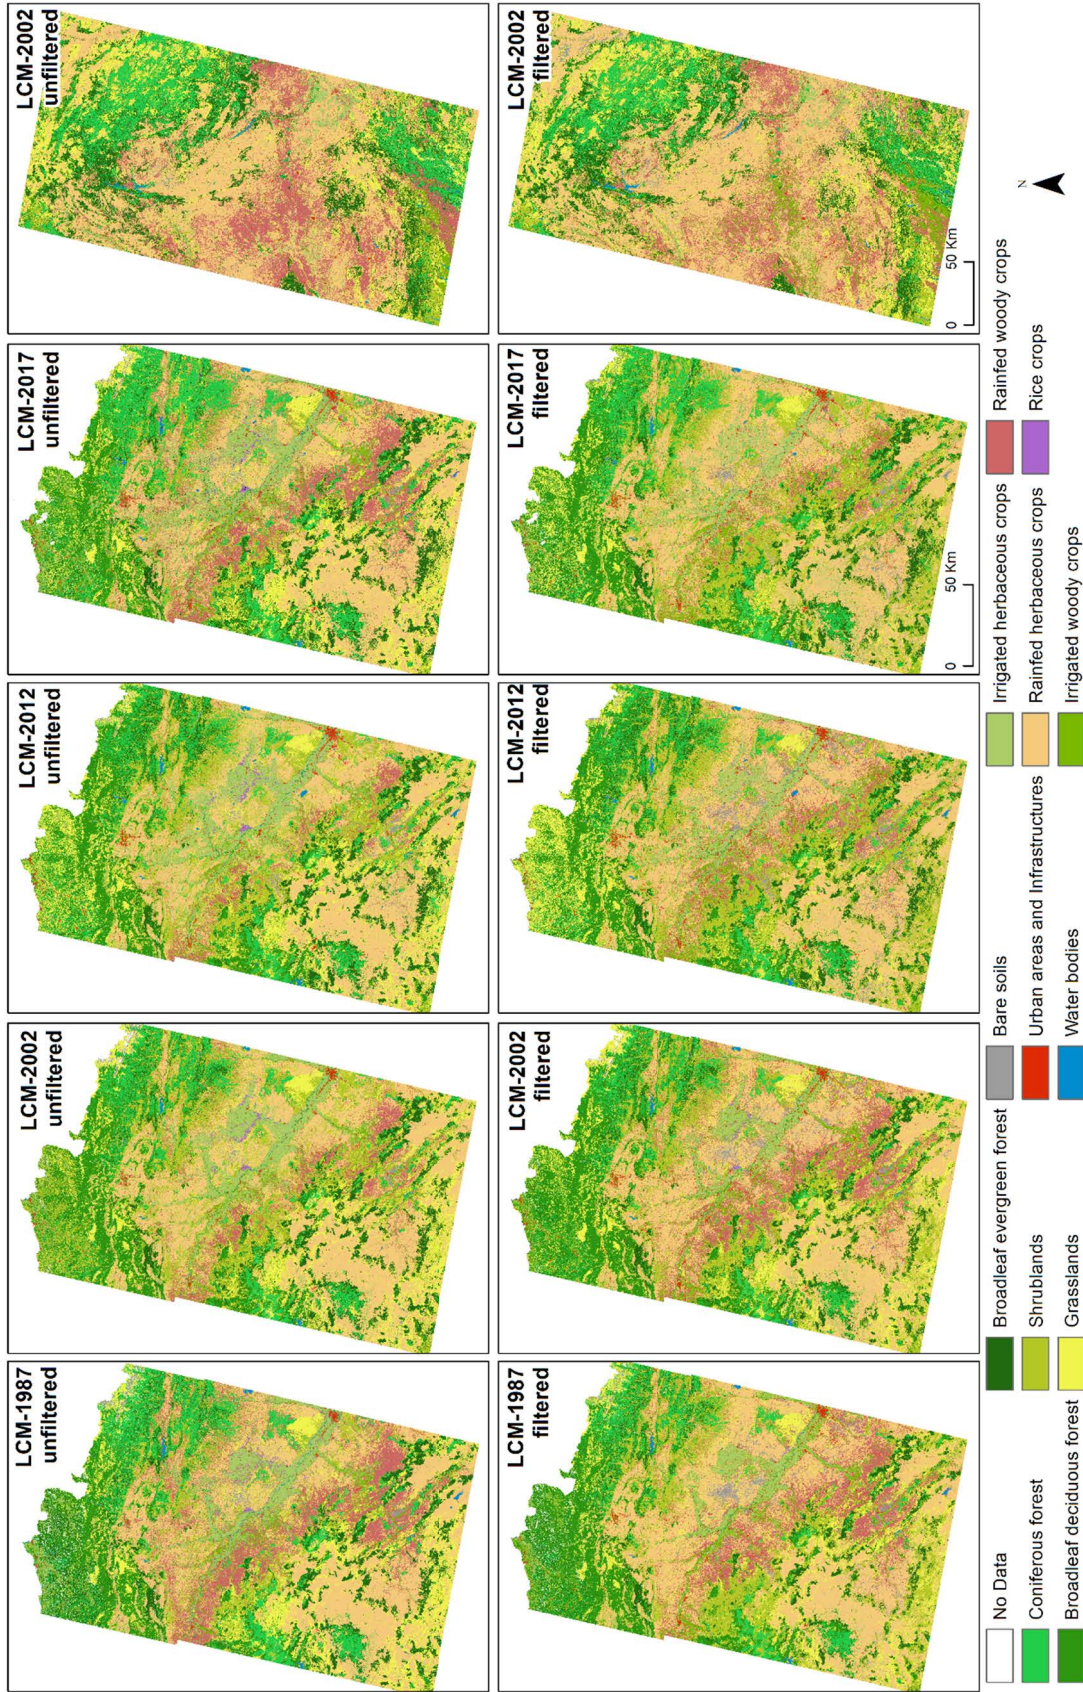 LCM-1987
unfiltered
LCM-2002
unfiltered
LCM-2012
unfiltered
LCM-2017
unfiltered
LCM-2002
unfiltered
LCM-1987
filtered
LCM-2002
filtered
LCM-2012
filtered
LCM-2017
filtered
LCM-2002
filtered
0 50 Km
0 50 Km
No Data
Coniferous forest
Broadleaf deciduous forest
Broadleaf evergreen forest
Shrublands
Grasslands
Bare soils
Urban areas and Infrastructures
Water bodies
Irrigated herbaceous crops
Rainfed herbaceous crops
Irrigated woody crops
Rainfed woody crops
Rice crops
N